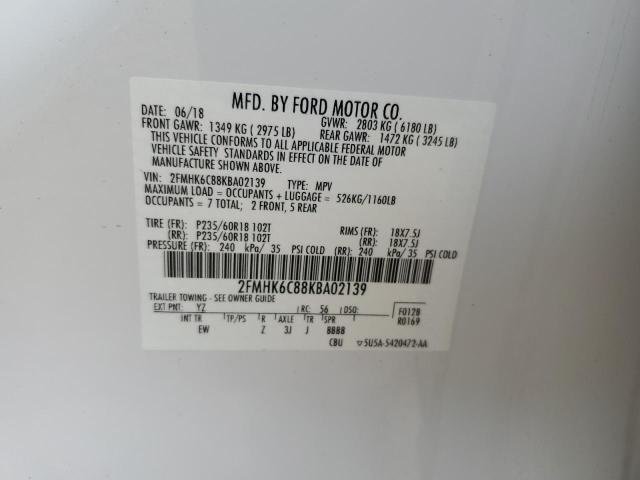 MFD. BY FORD MOTOR CO.
DATE: 06/18 GVWR: 2803 KG ( 6180 LB)
FRONT GAWR: 1349 KG ( 2975 LB) REAR GAWR: 1472 KG ( 3245 LB)
THIS VEHICLE CONFORMS TO ALL APPLICABLE FEDERAL MOTOR
VEHICLE SAFETY STANDARDS IN EFFECT ON THE DATE OF
MANUFACTURE SHOWN ABOVE.
VIN: 2FMHK6C88KBA02139 TYPE: MPV
MAXIMUM LOAD = OCCUPANTS + LUGGAGE = 526KG/1160LB
OCCUPANTS = 7 TOTAL; 2 FRONT, 5 REAR
TIRE (FR): P235/60R18 102T RIMS (FR): 18X7.5J
(RR): P235/60R18 102T (RR): 18X7.5J
PRESSURE (FR): 240 kPa/ 35 PSI COLD (RR): 240 kPa/ 35 PSI COLD
2FMHK6C88KBA02139
TRAILER TOWING - SEE OWNER GUIDE
EXT PNT: YZ RC: 56 DSO: F0128
INT TR TP/PS R AXLE TR SPR R0169
EW Z 3J J 8BBB
CBU ▽5U5A-5420472-AA